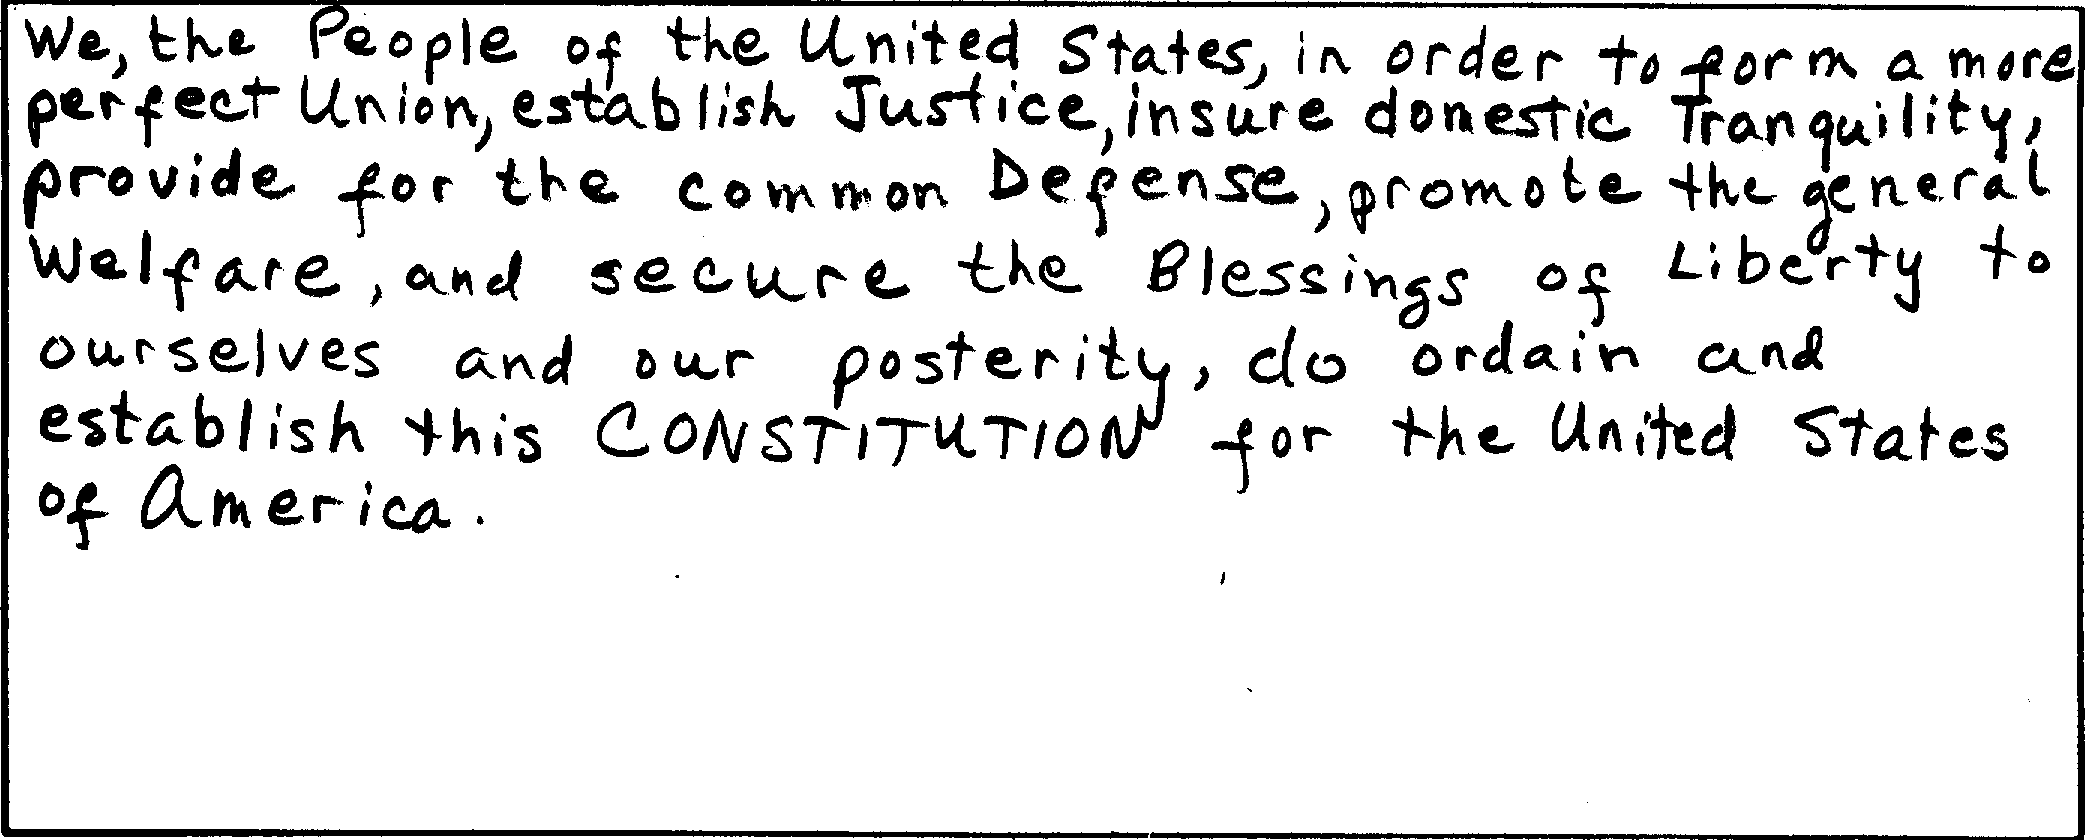 We, the People of the United States, in order to form a more
perfect Union, establish Justice, insure domestic Tranquility,
provide for the common Defense, promote the general
Welfare, and secure the Blessings of Liberty to
ourselves and our posterity, do ordain and
establish this CONSTITUTION for the United States
of America.